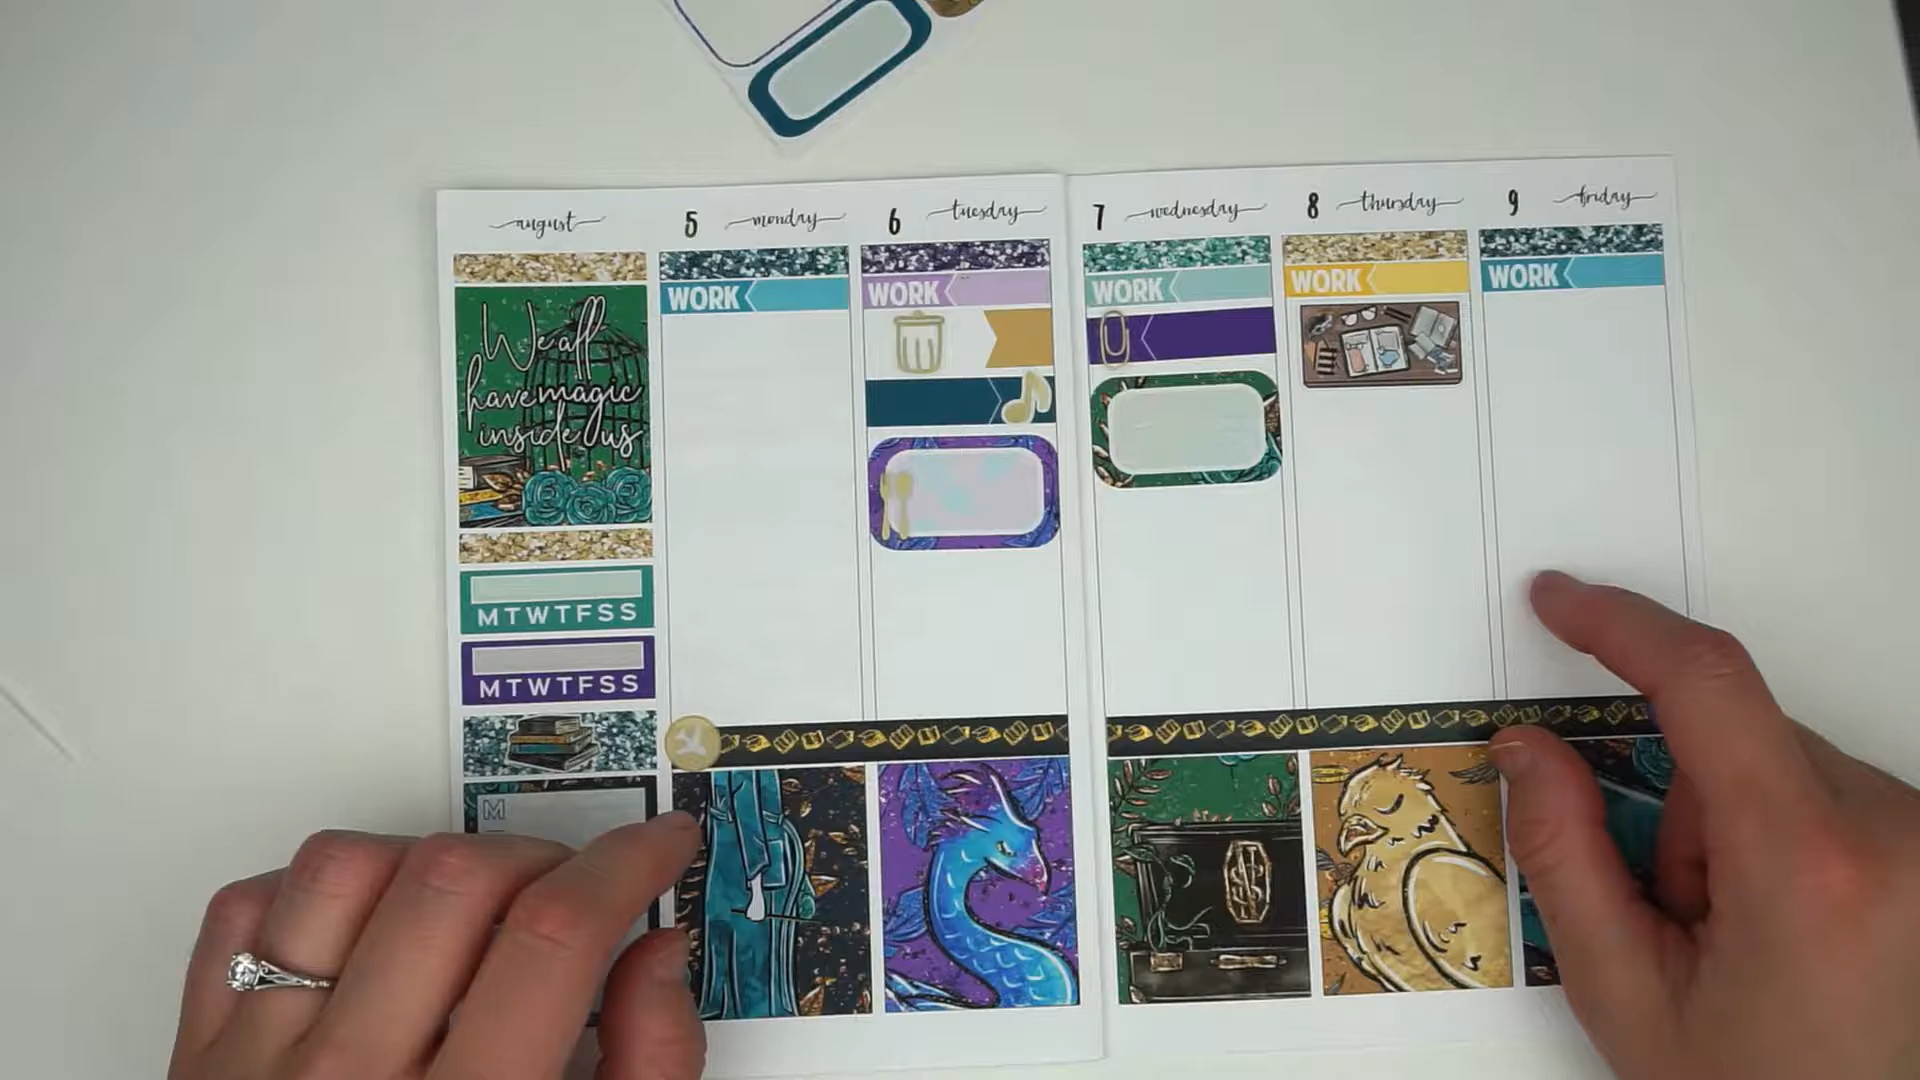 august
5 monday
6 tuesday
7 wednesday
8 thursday
9 friday
WORK
WORK
WORK
WORK
WORK
We all
have magic
inside us
MTWTFSS
MTWTFSS
M